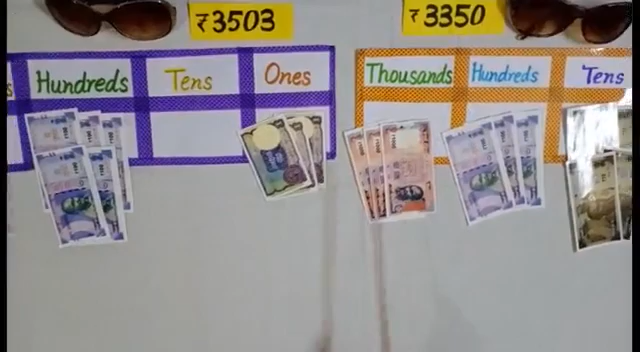 ₹3503
₹3350
s Hundreds Tens Ones
Thousands Hundreds Tens